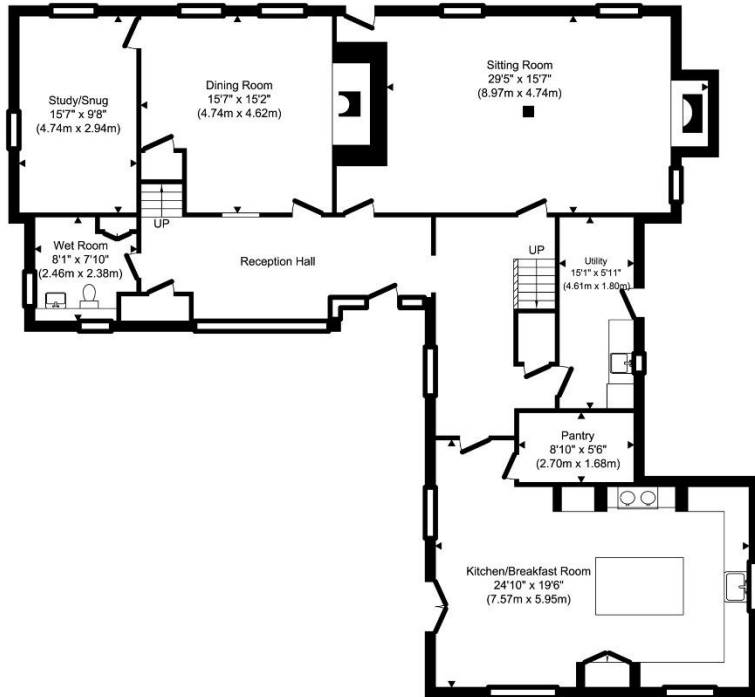 Study/Snug
15'7" x 9'8"
(4.74m x 2.94m)
Dining Room
15'7" x 15'2"
(4.74m x 4.62m)
Sitting Room
29'5" x 15'7"
(8.97m x 4.74m)
UP
Wet Room
8'1" x 7'10"
(2.46m x 2.38m)
Reception Hall
UP
Utility
15'1" x 5'11"
(4.61m x 1.80m)
Pantry
8'10" x 5'6"
(2.70m x 1.68m)
Kitchen/Breakfast Room
24'10" x 19'6"
(7.57m x 5.95m)